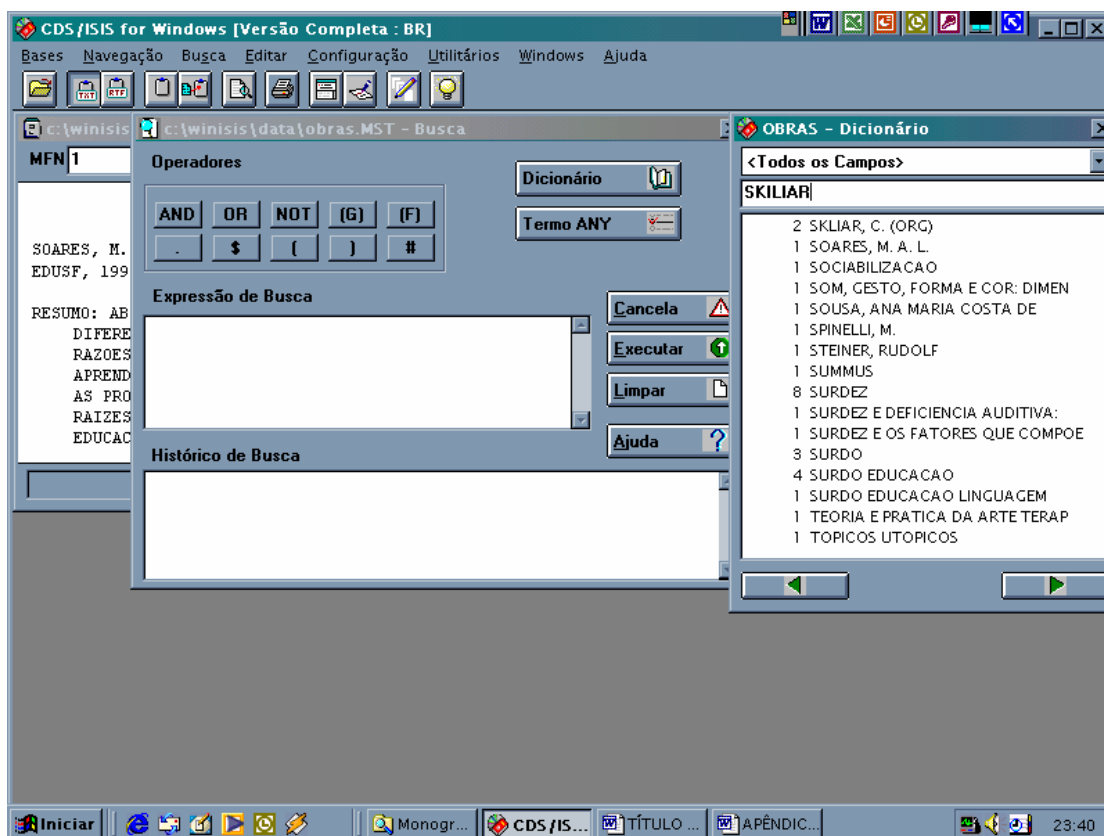 CDS/ISIS for Windows [Versão Completa : BR]
Bases Navegação Busca Editar Configuração Utilitários Windows Ajuda
TXT RTF
c:\winisis
MFN 1
SOARES, M.
EDUSF, 199
RESUMO: AB
DIFERE
RAZOES
APREND
AS PRO
RAIZES
EDUCAC
c:\winisis\data\obras.MST - Busca
Operadores
AND OR NOT (G) (F)
. $ ( ) #
Dicionário
Termo ANY
Expressão de Busca
Cancela
Executar
Limpar
Ajuda
Histórico de Busca
OBRAS - Dicionário
<Todos os Campos>
SKILIAR
2 SKLIAR, C. (ORG)
1 SOARES, M. A. L.
1 SOCIABILIZACAO
1 SOM, GESTO, FORMA E COR: DIMEN
1 SOUSA, ANA MARIA COSTA DE
1 SPINELLI, M.
1 STEINER, RUDOLF
1 SUMMUS
8 SURDEZ
1 SURDEZ E DEFICIENCIA AUDITIVA:
1 SURDEZ E OS FATORES QUE COMPOE
3 SURDO
4 SURDO EDUCACAO
1 SURDO EDUCACAO LINGUAGEM
1 TEORIA E PRATICA DA ARTE TERAP
1 TOPICOS UTOPICOS
Iniciar Monogr... CDS/IS... TÍTULO ... APÊNDIC... 23:40